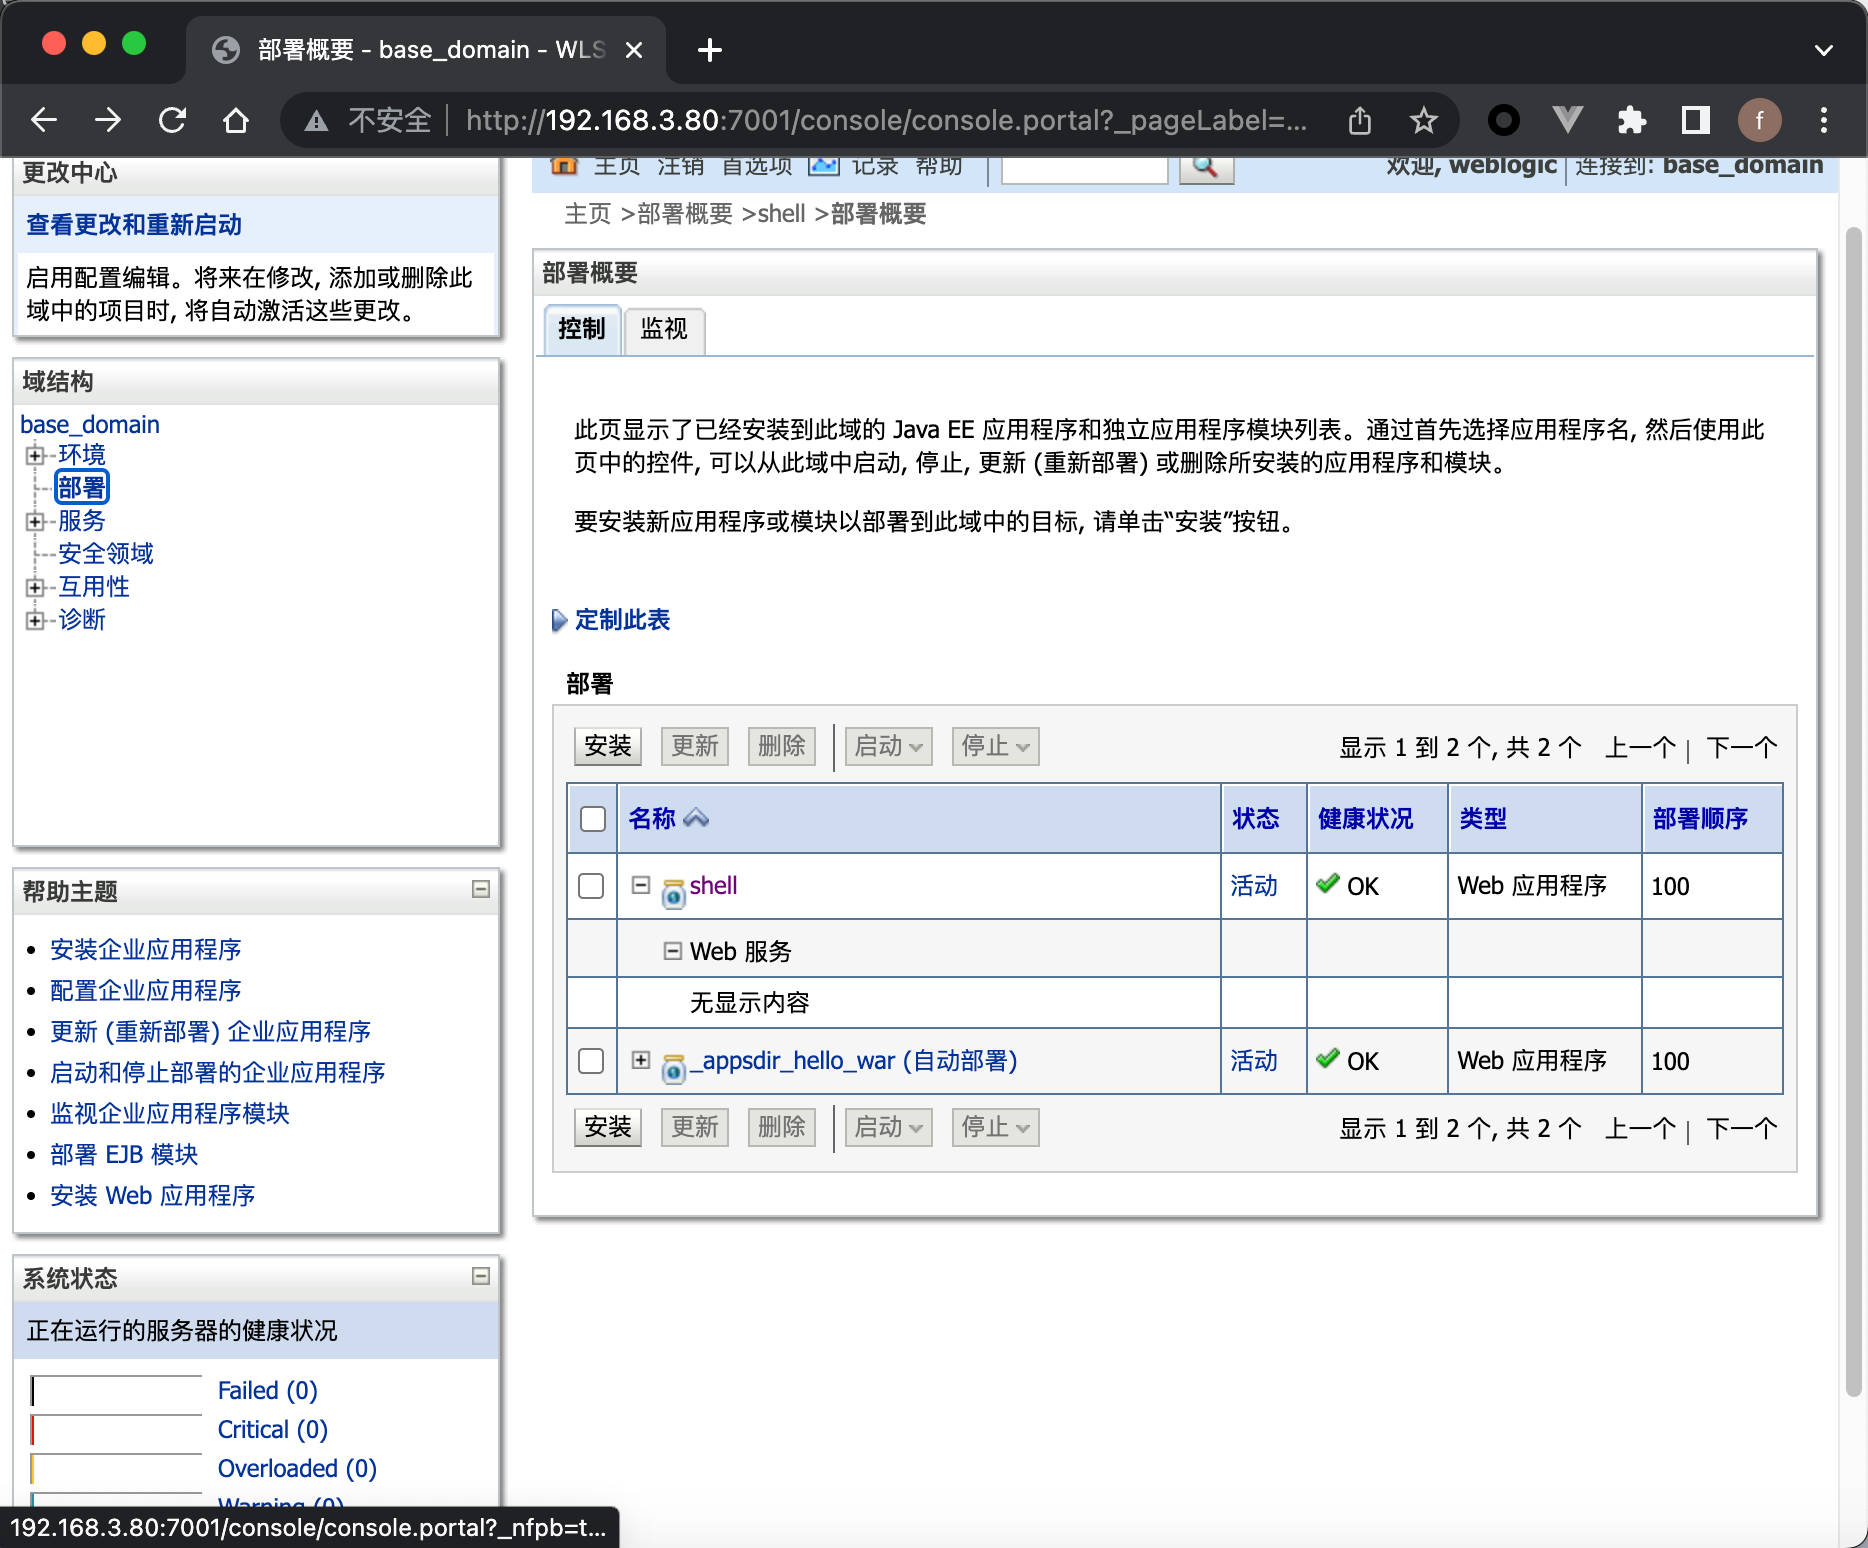 部署概要 - base_domain - WLS
不安全
http://192.168.3.80:7001/console/console.portal?_pageLabel=...
f
更改中心
查看更改和重新启动
启用配置编辑。将来在修改, 添加或删除此
域中的项目时, 将自动激活这些更改。
域结构
base_domain
环境
部署
服务
安全领域
互用性
诊断
帮助主题
安装企业应用程序
配置企业应用程序
更新 (重新部署) 企业应用程序
启动和停止部署的企业应用程序
监视企业应用程序模块
部署 EJB 模块
安装 Web 应用程序
系统状态
正在运行的服务器的健康状况
Failed (0)
Critical (0)
Overloaded (0)
Warning (0)
192.168.3.80:7001/console/console.portal?_nfpb=t...
主页 注销 首选项 记录 帮助
欢迎, weblogic 连接到: base_domain
主页 >部署概要 >shell >部署概要
部署概要
控制 监视
此页显示了已经安装到此域的 Java EE 应用程序和独立应用程序模块列表。通过首先选择应用程序名, 然后使用此
页中的控件, 可以从此域中启动, 停止, 更新 (重新部署) 或删除所安装的应用程序和模块。
要安装新应用程序或模块以部署到此域中的目标, 请单击“安装”按钮。
定制此表
部署
安装 更新 删除 启动 停止 显示 1 到 2 个, 共 2 个 上一个 | 下一个
名称 状态 健康状况 类型 部署顺序
shell 活动 OK Web 应用程序 100
Web 服务
无显示内容
_appsdir_hello_war (自动部署) 活动 OK Web 应用程序 100
安装 更新 删除 启动 停止 显示 1 到 2 个, 共 2 个 上一个 | 下一个